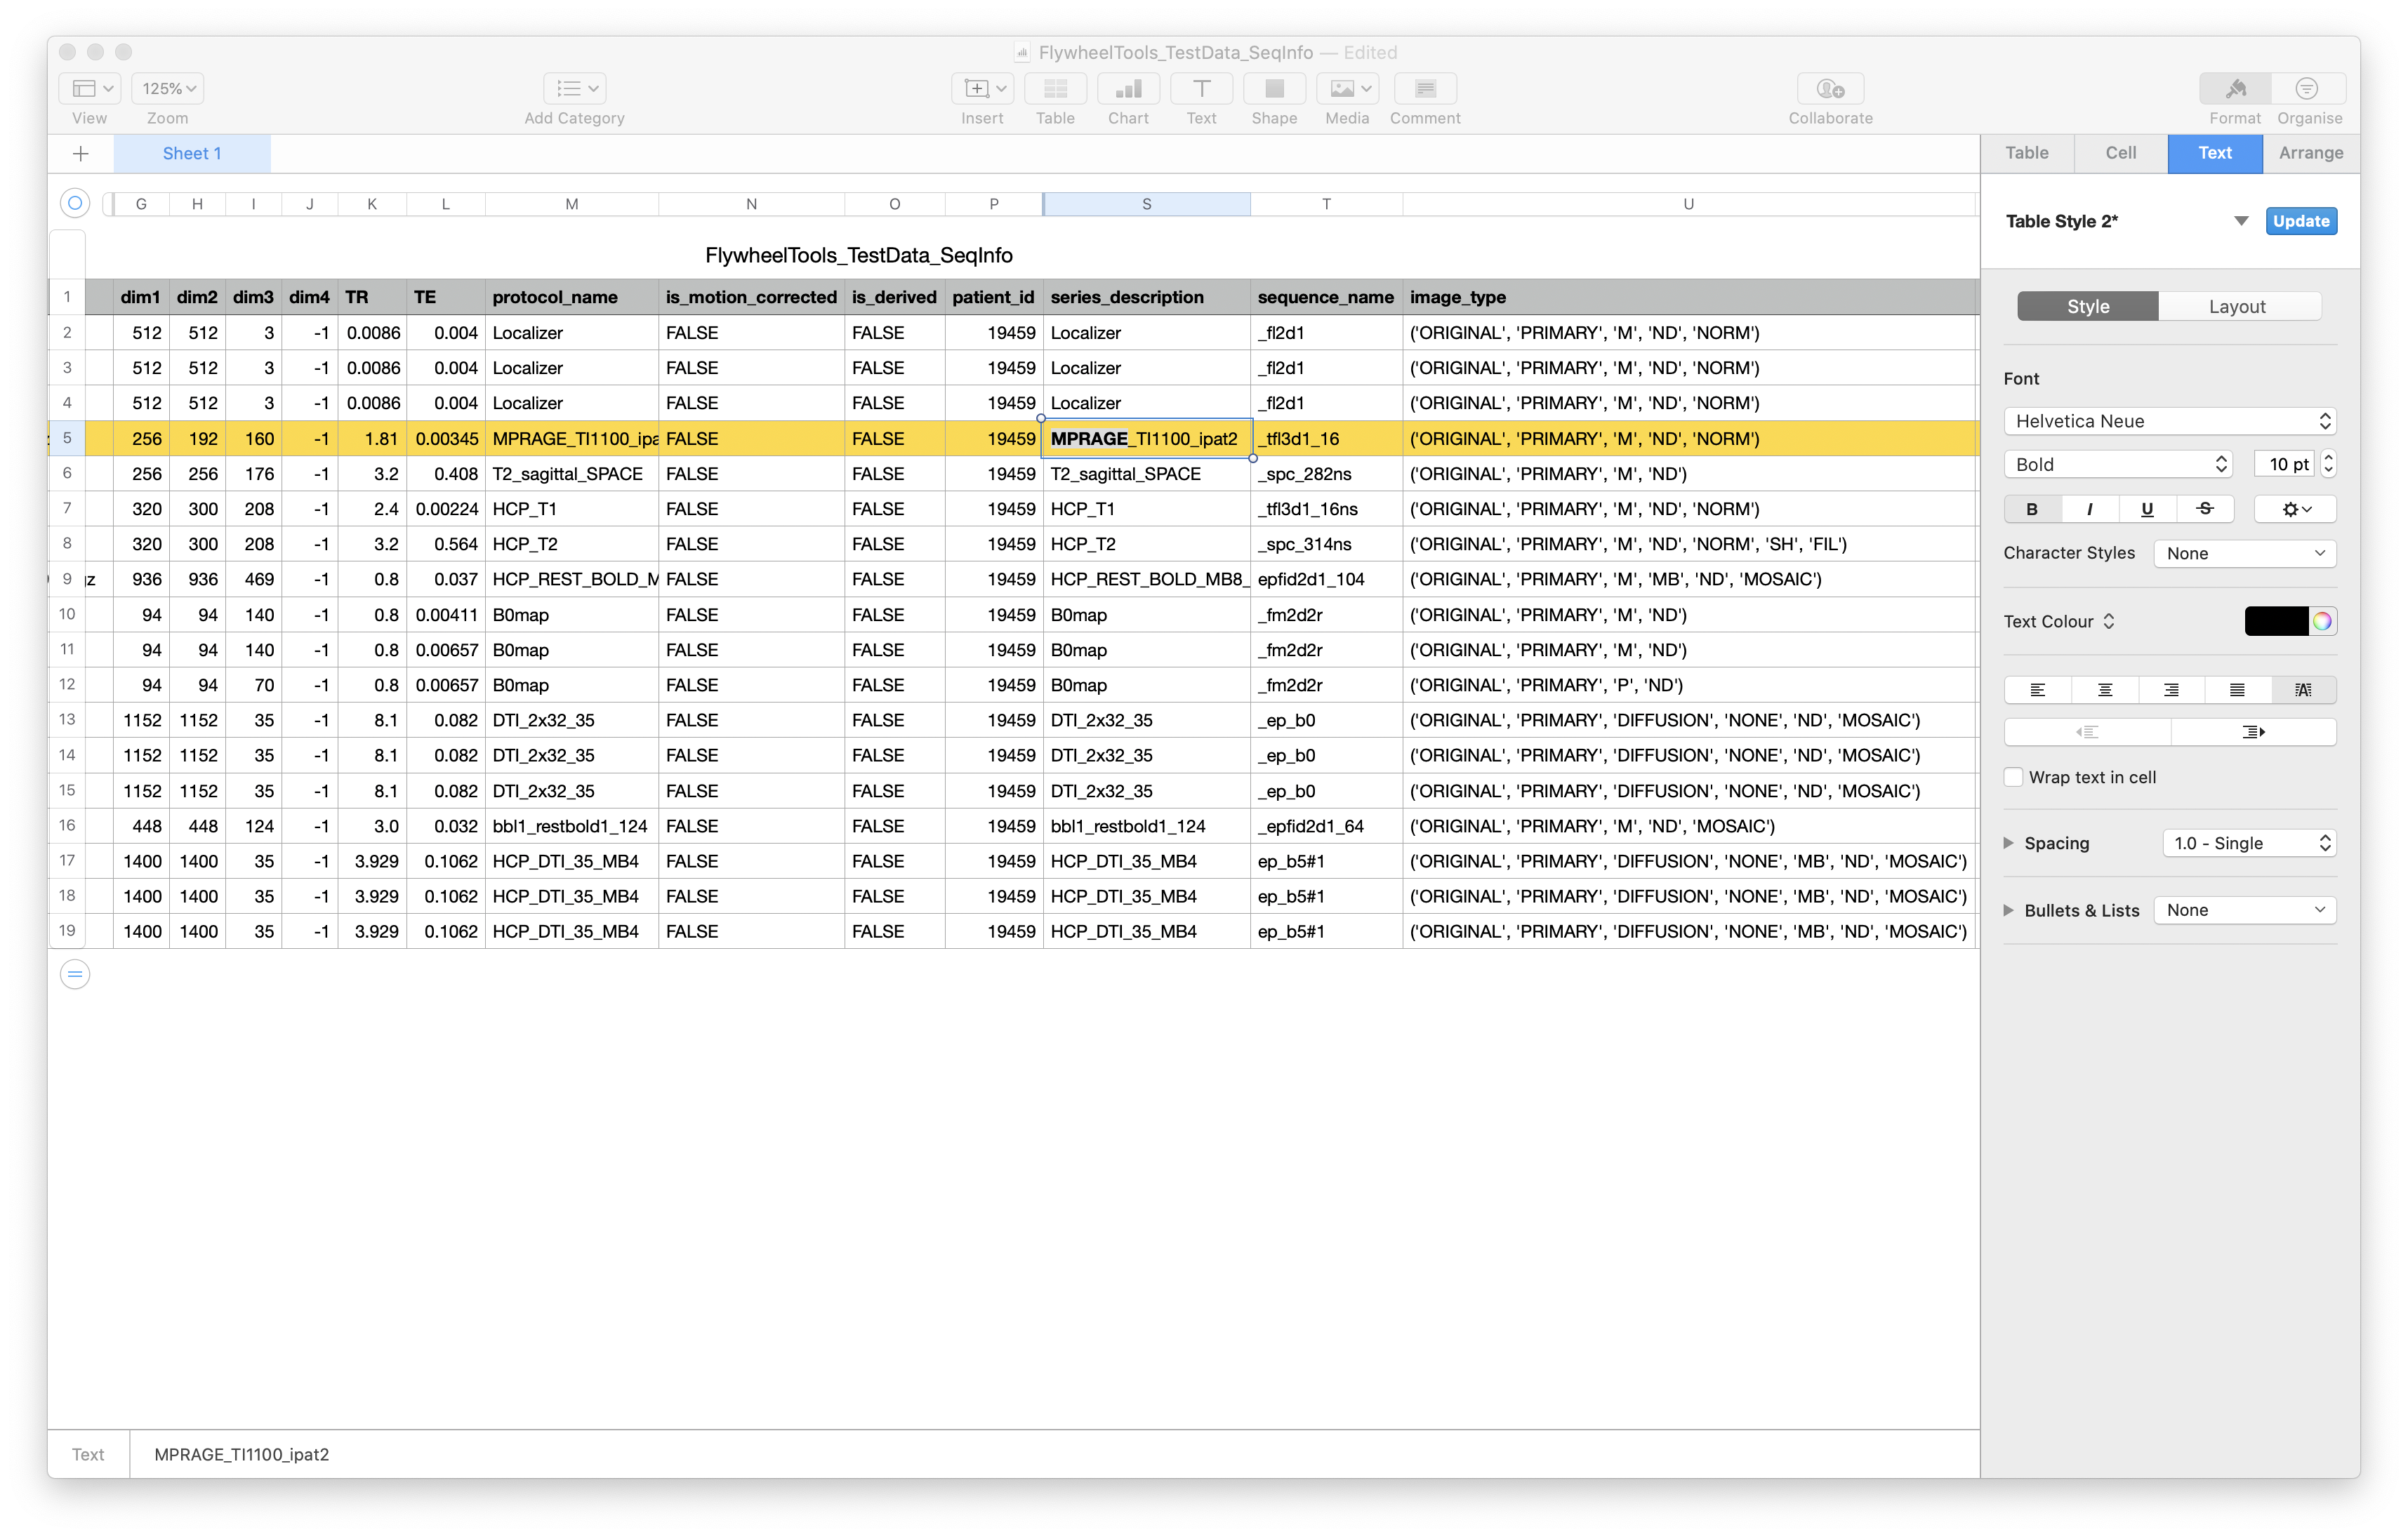 FlywheelTools_TestData_SeqInfo — Edited
125%
View Zoom Add Category Insert Table Chart Text Shape Media Comment Collaborate Format Organise
Sheet 1 Table Cell Text Arrange
G H I J K L M N O P S T U
FlywheelTools_TestData_SeqInfo
1 dim1 dim2 dim3 dim4 TR TE protocol_name is_motion_corrected is_derived patient_id series_description sequence_name image_type
2 512 512 3 -1 0.0086 0.004 Localizer FALSE FALSE 19459 Localizer _fl2d1 ('ORIGINAL', 'PRIMARY', 'M', 'ND', 'NORM')
3 512 512 3 -1 0.0086 0.004 Localizer FALSE FALSE 19459 Localizer _fl2d1 ('ORIGINAL', 'PRIMARY', 'M', 'ND', 'NORM')
4 512 512 3 -1 0.0086 0.004 Localizer FALSE FALSE 19459 Localizer _fl2d1 ('ORIGINAL', 'PRIMARY', 'M', 'ND', 'NORM')
5 256 192 160 -1 1.81 0.00345 MPRAGE_TI1100_ipa FALSE FALSE 19459 MPRAGE_TI1100_ipat2 _tfl3d1_16 ('ORIGINAL', 'PRIMARY', 'M', 'ND', 'NORM')
6 256 256 176 -1 3.2 0.408 T2_sagittal_SPACE FALSE FALSE 19459 T2_sagittal_SPACE _spc_282ns ('ORIGINAL', 'PRIMARY', 'M', 'ND')
7 320 300 208 -1 2.4 0.00224 HCP_T1 FALSE FALSE 19459 HCP_T1 _tfl3d1_16ns ('ORIGINAL', 'PRIMARY', 'M', 'ND', 'NORM')
8 320 300 208 -1 3.2 0.564 HCP_T2 FALSE FALSE 19459 HCP_T2 _spc_314ns ('ORIGINAL', 'PRIMARY', 'M', 'ND', 'NORM', 'SH', 'FIL')
9 gz 936 936 469 -1 0.8 0.037 HCP_REST_BOLD_M FALSE FALSE 19459 HCP_REST_BOLD_MB8_ epfid2d1_104 ('ORIGINAL', 'PRIMARY', 'M', 'MB', 'ND', 'MOSAIC')
10 94 94 140 -1 0.8 0.00411 B0map FALSE FALSE 19459 B0map _fm2d2r ('ORIGINAL', 'PRIMARY', 'M', 'ND')
11 94 94 140 -1 0.8 0.00657 B0map FALSE FALSE 19459 B0map _fm2d2r ('ORIGINAL', 'PRIMARY', 'M', 'ND')
12 94 94 70 -1 0.8 0.00657 B0map FALSE FALSE 19459 B0map _fm2d2r ('ORIGINAL', 'PRIMARY', 'P', 'ND')
13 1152 1152 35 -1 8.1 0.082 DTI_2x32_35 FALSE FALSE 19459 DTI_2x32_35 _ep_b0 ('ORIGINAL', 'PRIMARY', 'DIFFUSION', 'NONE', 'ND', 'MOSAIC')
14 1152 1152 35 -1 8.1 0.082 DTI_2x32_35 FALSE FALSE 19459 DTI_2x32_35 _ep_b0 ('ORIGINAL', 'PRIMARY', 'DIFFUSION', 'NONE', 'ND', 'MOSAIC')
15 1152 1152 35 -1 8.1 0.082 DTI_2x32_35 FALSE FALSE 19459 DTI_2x32_35 _ep_b0 ('ORIGINAL', 'PRIMARY', 'DIFFUSION', 'NONE', 'ND', 'MOSAIC')
16 448 448 124 -1 3.0 0.032 bbl1_restbold1_124 FALSE FALSE 19459 bbl1_restbold1_124 _epfid2d1_64 ('ORIGINAL', 'PRIMARY', 'M', 'ND', 'MOSAIC')
17 1400 1400 35 -1 3.929 0.1062 HCP_DTI_35_MB4 FALSE FALSE 19459 HCP_DTI_35_MB4 ep_b5#1 ('ORIGINAL', 'PRIMARY', 'DIFFUSION', 'NONE', 'MB', 'ND', 'MOSAIC')
18 1400 1400 35 -1 3.929 0.1062 HCP_DTI_35_MB4 FALSE FALSE 19459 HCP_DTI_35_MB4 ep_b5#1 ('ORIGINAL', 'PRIMARY', 'DIFFUSION', 'NONE', 'MB', 'ND', 'MOSAIC')
19 1400 1400 35 -1 3.929 0.1062 HCP_DTI_35_MB4 FALSE FALSE 19459 HCP_DTI_35_MB4 ep_b5#1 ('ORIGINAL', 'PRIMARY', 'DIFFUSION', 'NONE', 'MB', 'ND', 'MOSAIC')
Text MPRAGE_TI1100_ipat2
Table Style 2* Update
Style Layout
Font
Helvetica Neue
Bold 10 pt
B I U S
Character Styles None
Text Colour
Wrap text in cell
Spacing 1.0 - Single
Bullets & Lists None